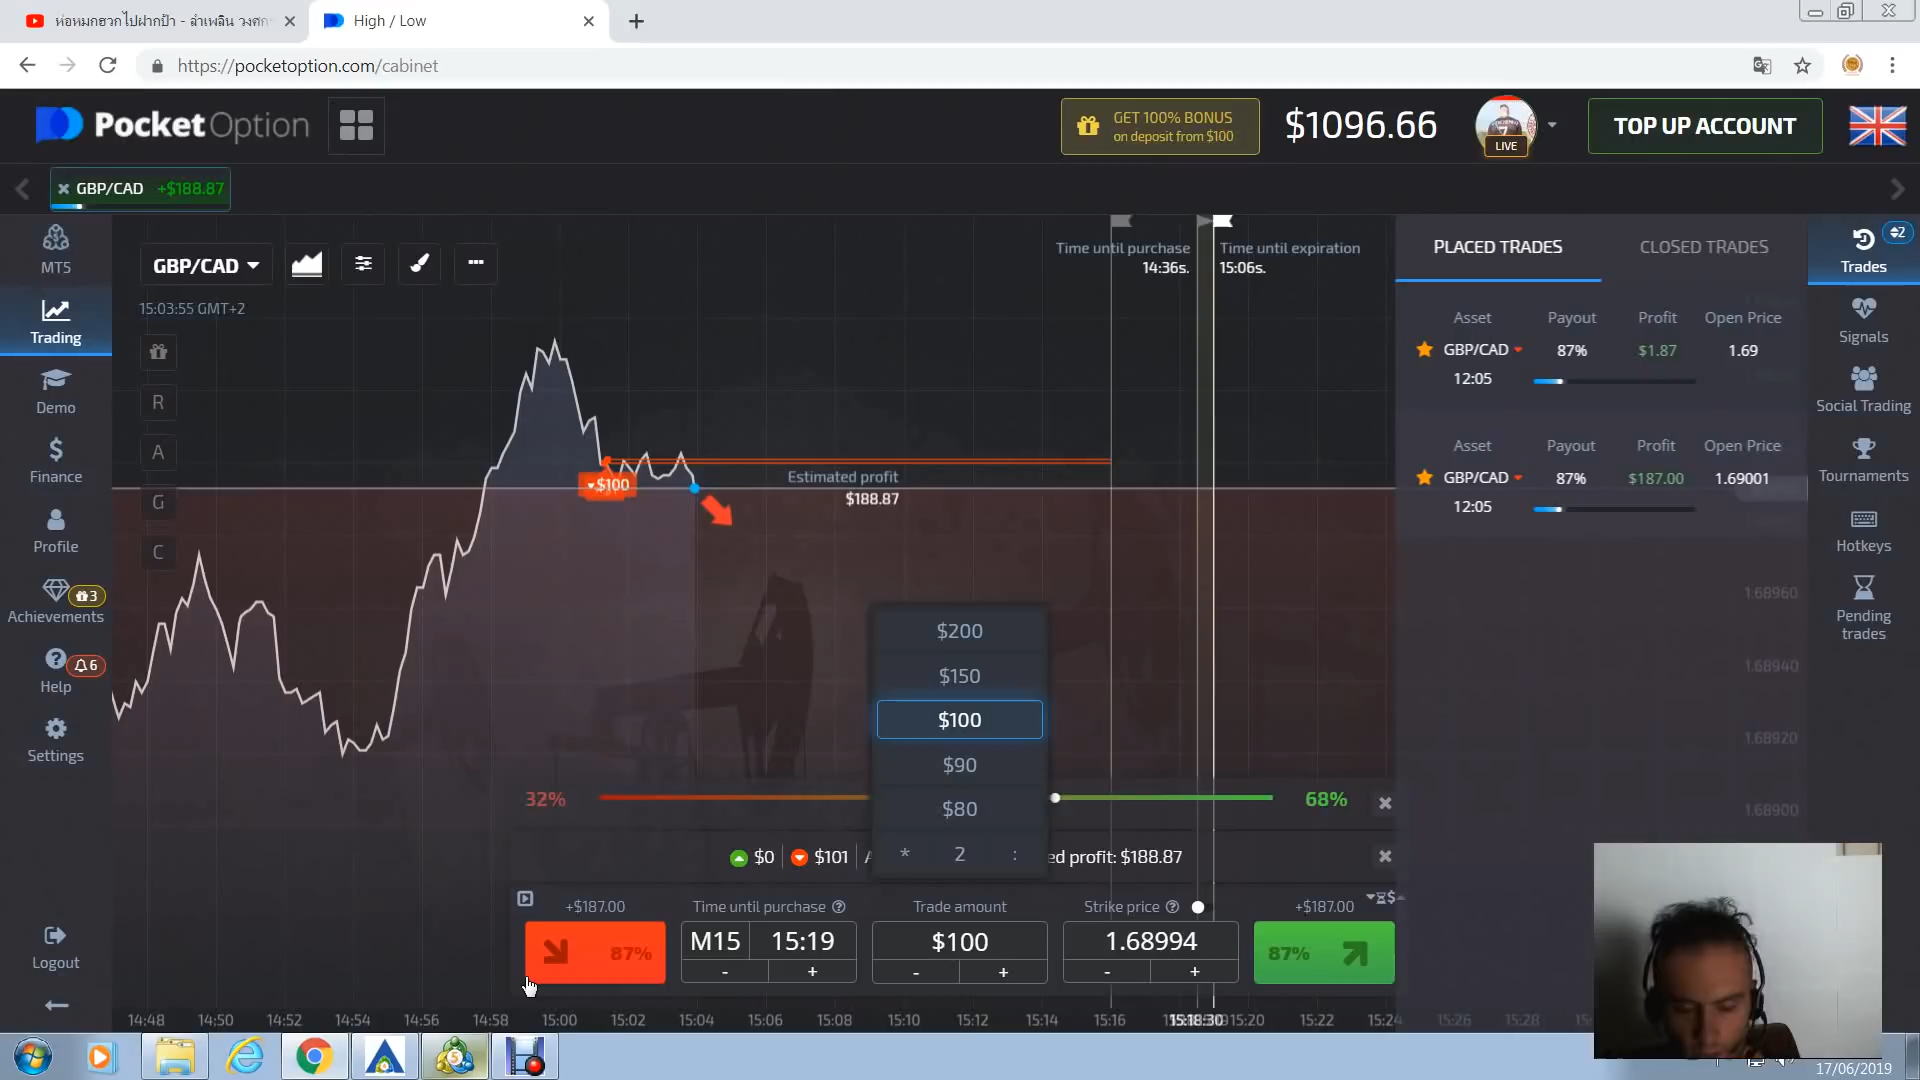 ห่อหมกฮวกไปฝากป้า - ลำเพลิน วงศกร
High / Low
https://pocketoption.com/cabinet
PocketOption
GET 100% BONUS
on deposit from $100
$1096.66
LIVE
TOP UP ACCOUNT
GBP/CAD +$188.87
MT5
Trading
Demo
Finance
Profile
3
Achievements
6
Help
Settings
Logout
GBP/CAD
15:03:55 GMT+2
R
A
G
C
Time until purchase
14:36s.
Time until expiration
15:06s.
$100
Estimated profit
$188.87
PLACED TRADES
CLOSED TRADES
Asset Payout Profit Open Price
GBP/CAD 87% $1.87 1.69
12:05
Asset Payout Profit Open Price
GBP/CAD 87% $187.00 1.69001
12:05
2
Trades
Signals
Social Trading
Tournaments
Hotkeys
Pending
trades
1.68960
1.68940
1.68920
1.68900
$200
$150
$100
$90
$80
* 2 :
32%
68%
$0 $101 ed profit: $188.87
+$187.00
87%
Time until purchase
M15 15:19
- +
Trade amount
$100
- +
Strike price
1.68994
- +
+$187.00
87%
14:48 14:50 14:52 14:54 14:56 14:58 15:00 15:02 15:04 15:06 15:08 15:10 15:12 15:14 15:16 15:18:30 15:20 15:22 15:24 15:26 15:28
17/06/2019